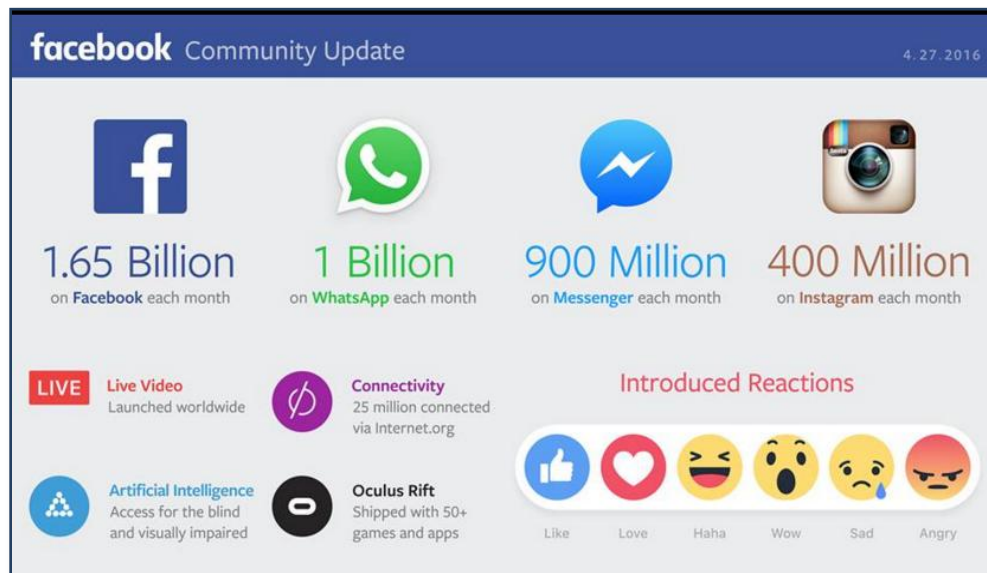 facebook Community Update
4.27.2016
1.65 Billion
on Facebook each month
1 Billion
on WhatsApp each month
900 Million
on Messenger each month
400 Million
on Instagram each month
LIVE
Live Video
Launched worldwide
Connectivity
25 million connected
via Internet.org
Artificial Intelligence
Access for the blind
and visually impaired
Oculus Rift
Shipped with 50+
games and apps
Introduced Reactions
Like
Love
Haha
Wow
Sad
Angry